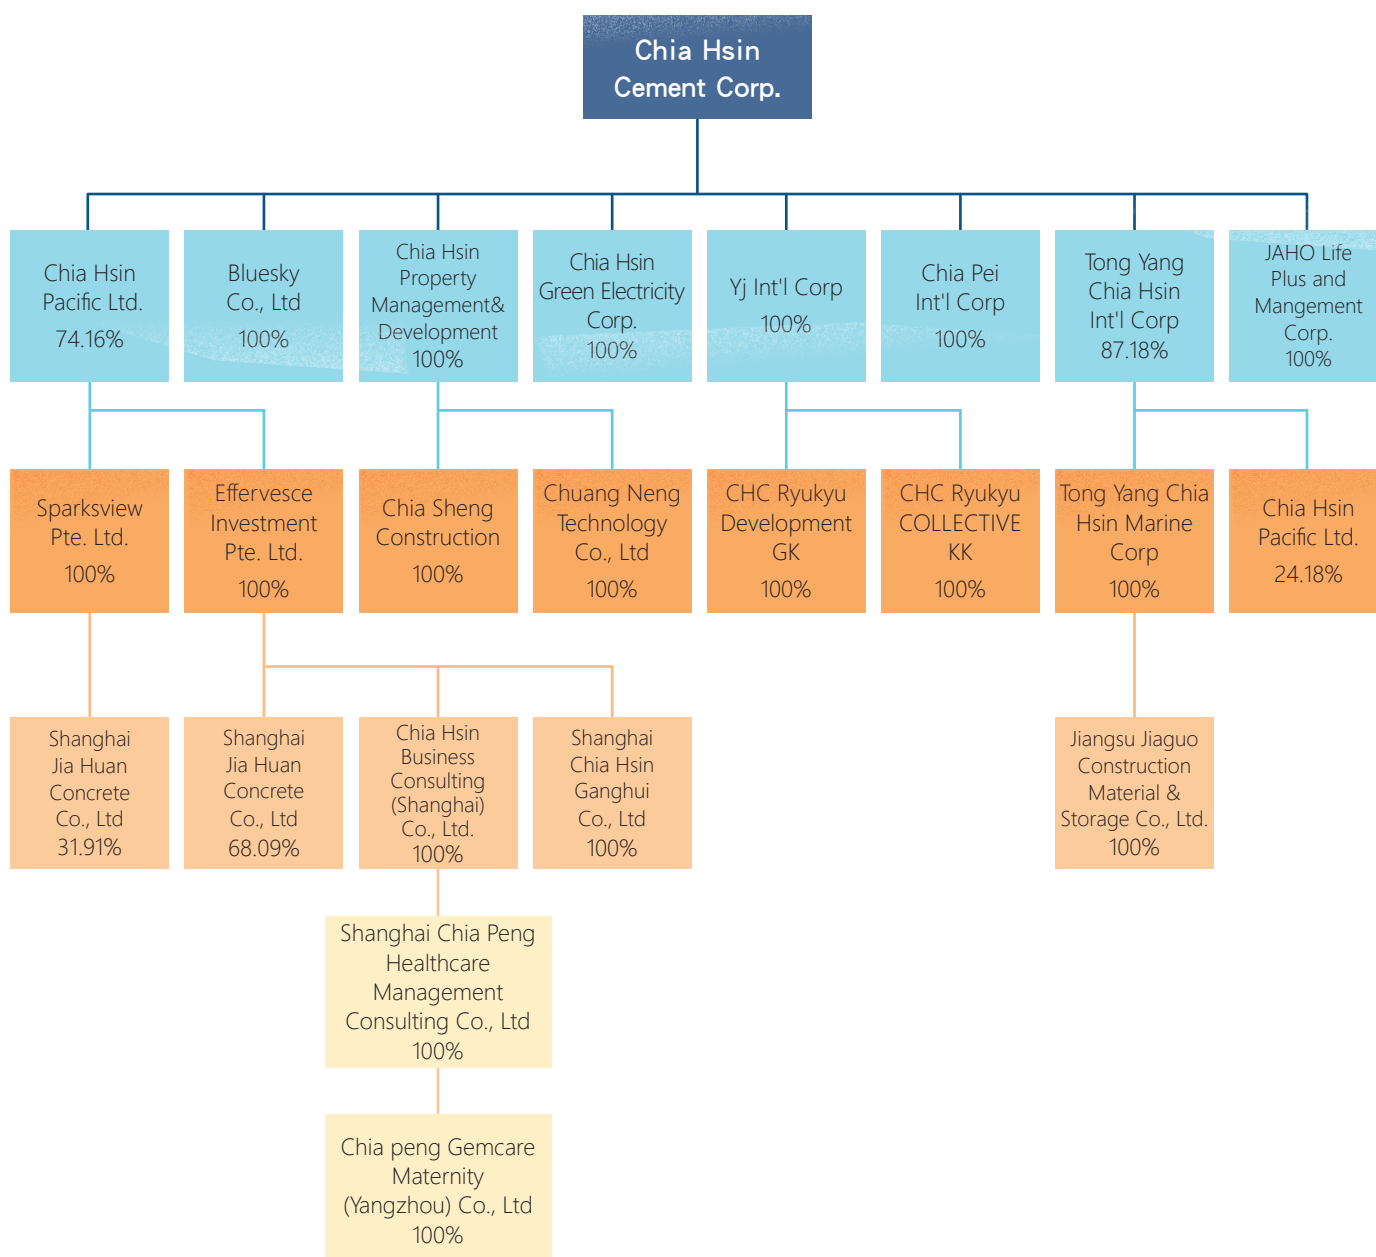 Chia Hsin
Cement Corp.
Chia Hsin
Pacific Ltd.
74.16%
Bluesky
Co., Ltd
100%
Chia Hsin
Property
Management&
Development
100%
Chia Hsin
Green Electricity
Corp.
100%
Yj Int'l Corp
100%
Chia Pei
Int'l Corp
100%
Tong Yang
Chia Hsin
Int'l Corp
87.18%
JAHO Life
Plus and
Mangement
Corp.
100%
Sparksview
Pte. Ltd.
100%
Effervesce
Investment
Pte. Ltd.
100%
Chia Sheng
Construction
100%
Chuang Neng
Technology
Co., Ltd
100%
CHC Ryukyu
Development
GK
100%
CHC Ryukyu
COLLECTIVE
KK
100%
Tong Yang Chia
Hsin Marine
Corp
100%
Chia Hsin
Pacific Ltd.
24.18%
Shanghai
Jia Huan
Concrete
Co., Ltd
31.91%
Shanghai
Jia Huan
Concrete
Co., Ltd
68.09%
Chia Hsin
Business
Consulting
(Shanghai)
Co., Ltd.
100%
Shanghai
Chia Hsin
Ganghui
Co., Ltd
100%
Jiangsu Jiaguo
Construction
Material &
Storage Co., Ltd.
100%
Shanghai Chia Peng
Healthcare
Management
Consulting Co., Ltd
100%
Chia peng Gemcare
Maternity
(Yangzhou) Co., Ltd
100%